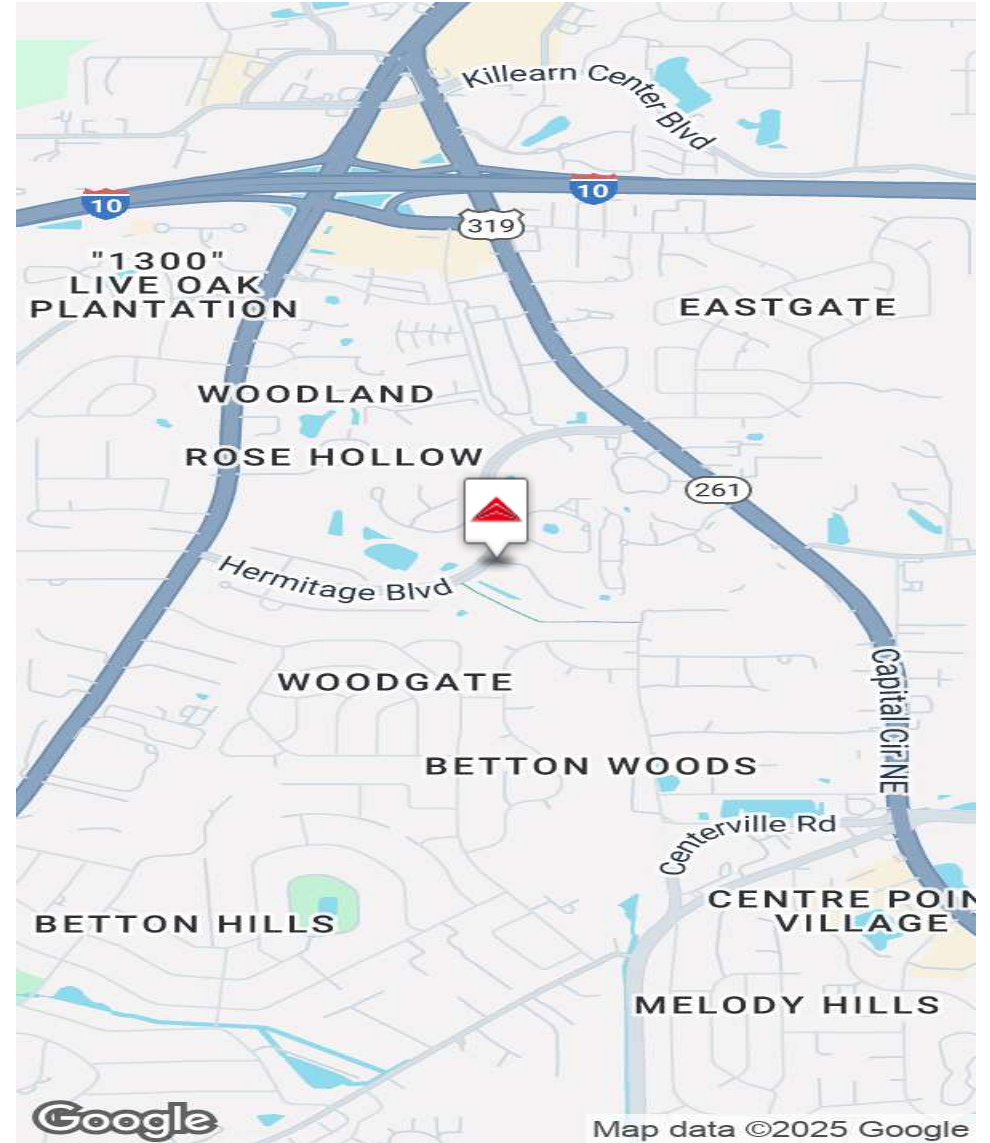 Killearn Center Blvd
10
10
319
"1300"
LIVE OAK
PLANTATION
EASTGATE
WOODLAND
ROSE HOLLOW
261
Hermitage Blvd
Capital Cir NE
WOODGATE
BETTON WOODS
Centerville Rd
CENTRE POIN
VILLAGE
BETTON HILLS
MELODY HILLS
Google
Map data ©2025 Google